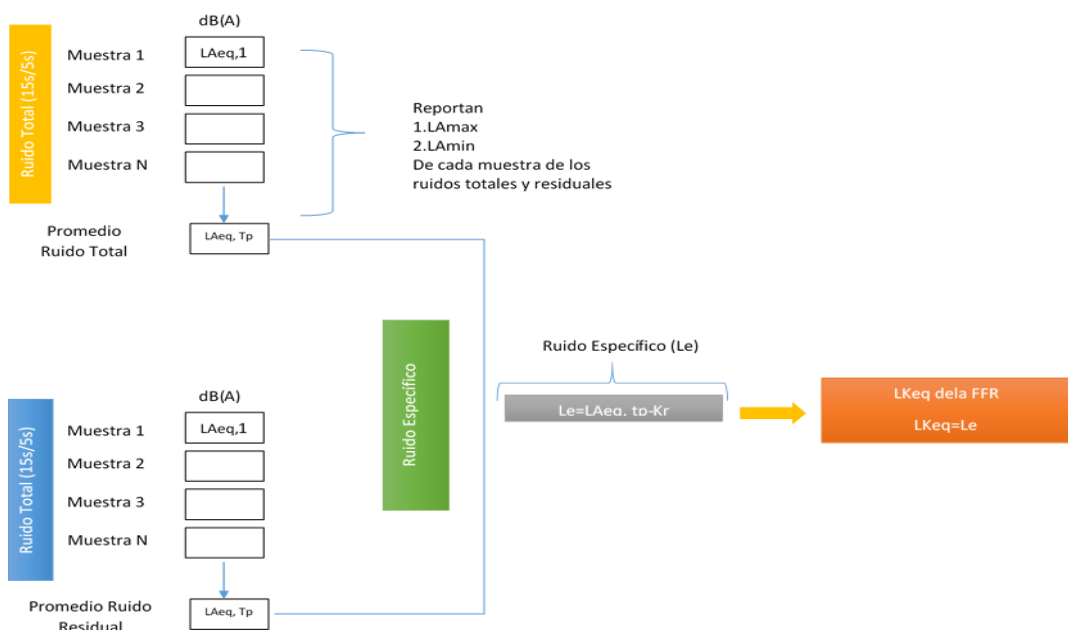 dB(A)
Ruido Total (15s/5s)
Muestra 1
LAeq,1
Muestra 2
Muestra 3
Muestra N
Reportan
1.LAmax
2.LAmin
De cada muestra de los
ruidos totales y residuales
Promedio
Ruido Total
LAeq, Tp
Ruido Específico
Ruido Específico (Le)
Le=LAeq, tp-Kr
LKeq dela FFR
LKeq=Le
dB(A)
Ruido Total (15s/5s)
Muestra 1
LAeq,1
Muestra 2
Muestra 3
Muestra N
Promedio Ruido
Residual
LAeq, Tp